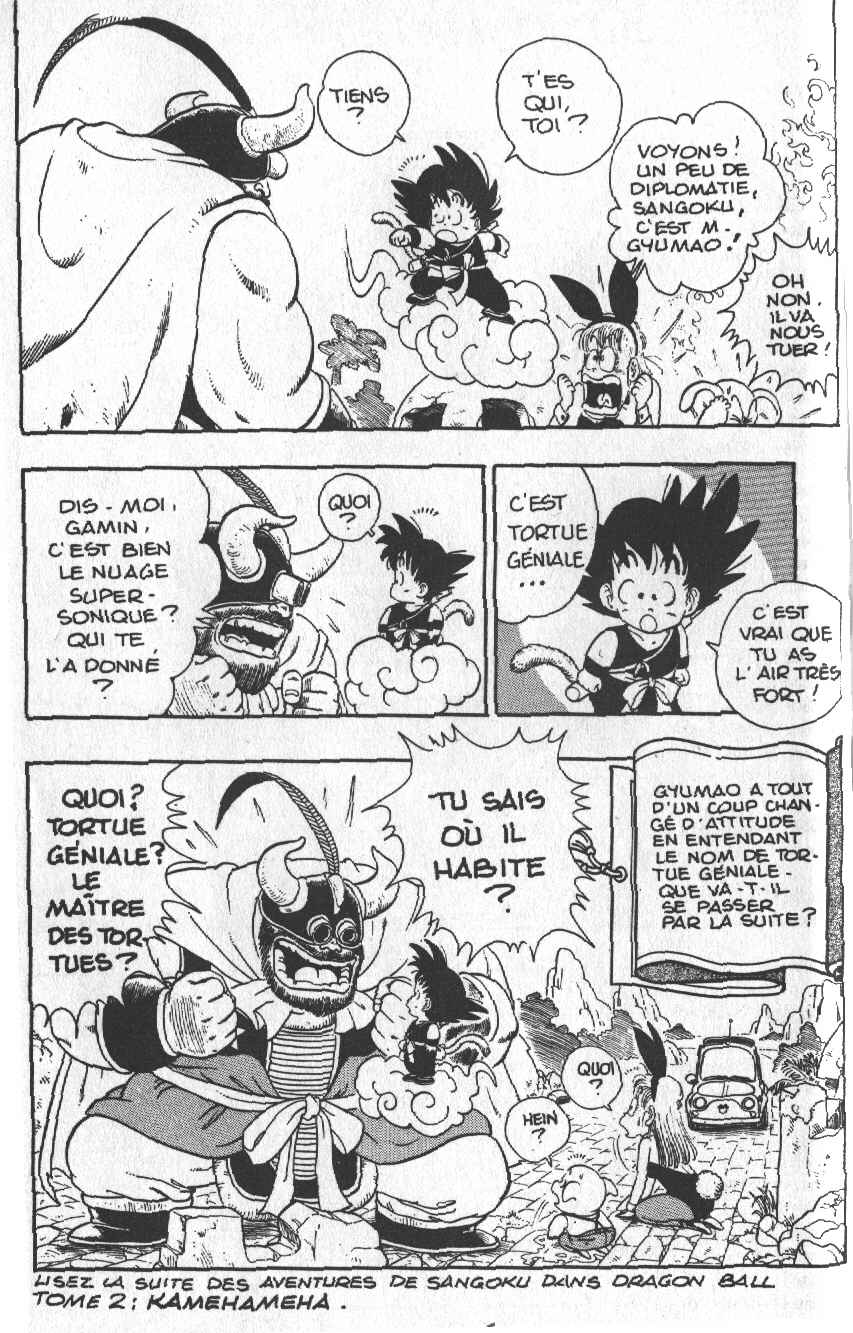 TIENS
?
T'ES
QUI,
TOI ?
VOYONS !
UN PEU DE
DIPLOMATIE,
SANGOKU,
C'EST M.
GYUMAO !
OH
NON.
IL VA
NOUS
TUER !
DIS - MOI,
GAMIN,
C'EST BIEN
LE NUAGE
SUPER-
SONIQUE ?
QUI TE
L'A DONNÉ
?
QUOI
?
C'EST
TORTUE
GÉNIALE
...
C'EST
VRAI QUE
TU AS
L'AIR TRÈS
FORT !
QUOI ?
TORTUE
GÉNIALE ?
LE
MAÎTRE
DES TOR-
TUES ?
TU SAIS
OÙ IL
HABITE
?
GYUMAO A TOUT
D'UN COUP CHAN-
GÉ D'ATTITUDE
EN ENTENDANT
LE NOM DE TOR-
TUE GÉNIALE -
QUE VA - T - IL
SE PASSER
PAR LA SUITE ?
QUOI
?
HEIN
?
LISEZ LA SUITE DES AVENTURES DE SANGOKU DANS DRAGON BALL
TOME 2 : KAMEHAMEHA .